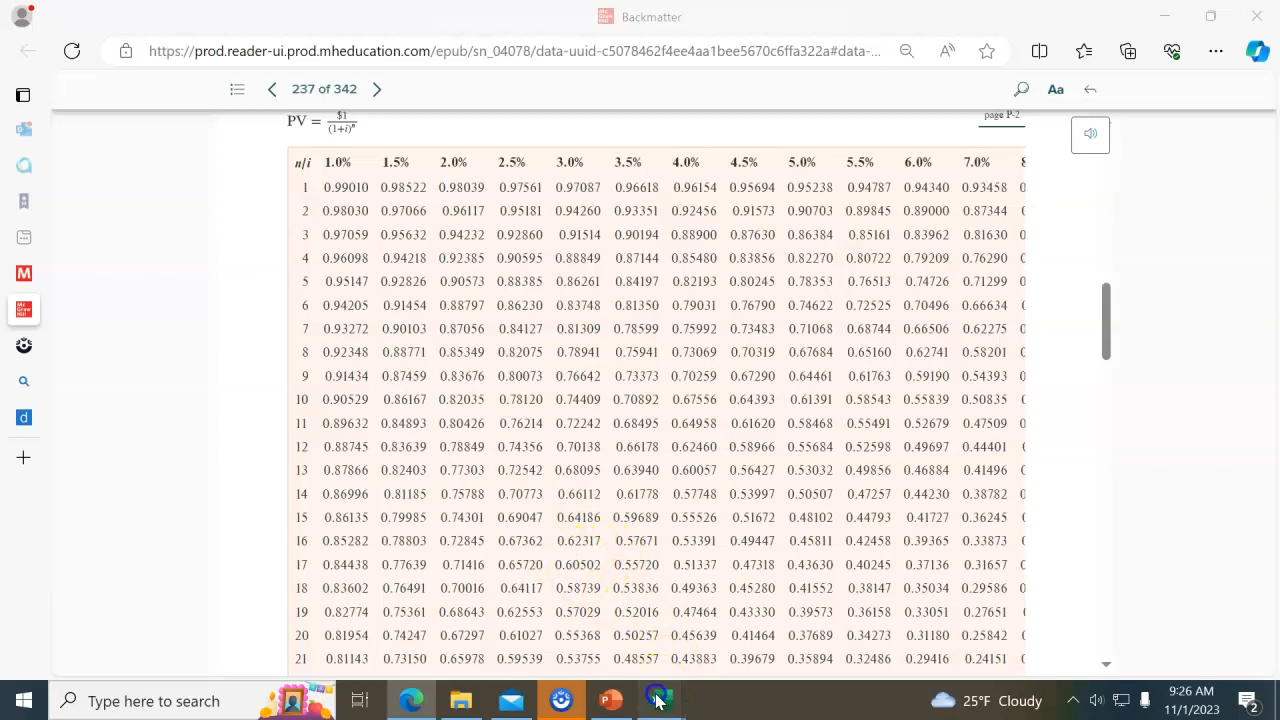 Mc Graw Hill Backmatter
https://prod.reader-ui.prod.mheducation.com/epub/sn_04078/data-uuid-c5078462f4ee4aa1bee5670c6ffa322a#data-...
237 of 342 Aa
PV = $1 / (1+i)^n page P-2
n/i 1.0% 1.5% 2.0% 2.5% 3.0% 3.5% 4.0% 4.5% 5.0% 5.5% 6.0% 7.0% 8
1 0.99010 0.98522 0.98039 0.97561 0.97087 0.96618 0.96154 0.95694 0.95238 0.94787 0.94340 0.93458 0
2 0.98030 0.97066 0.96117 0.95181 0.94260 0.93351 0.92456 0.91573 0.90703 0.89845 0.89000 0.87344 0
3 0.97059 0.95632 0.94232 0.92860 0.91514 0.90194 0.88900 0.87630 0.86384 0.85161 0.83962 0.81630 0
4 0.96098 0.94218 0.92385 0.90595 0.88849 0.87144 0.85480 0.83856 0.82270 0.80722 0.79209 0.76290 0
5 0.95147 0.92826 0.90573 0.88385 0.86261 0.84197 0.82193 0.80245 0.78353 0.76513 0.74726 0.71299 0
6 0.94205 0.91454 0.88797 0.86230 0.83748 0.81350 0.79031 0.76790 0.74622 0.72525 0.70496 0.66634 0
7 0.93272 0.90103 0.87056 0.84127 0.81309 0.78599 0.75992 0.73483 0.71068 0.68744 0.66506 0.62275 0
8 0.92348 0.88771 0.85349 0.82075 0.78941 0.75941 0.73069 0.70319 0.67684 0.65160 0.62741 0.58201 0
9 0.91434 0.87459 0.83676 0.80073 0.76642 0.73373 0.70259 0.67290 0.64461 0.61763 0.59190 0.54393 0
10 0.90529 0.86167 0.82035 0.78120 0.74409 0.70892 0.67556 0.64393 0.61391 0.58543 0.55839 0.50835 0
11 0.89632 0.84893 0.80426 0.76214 0.72242 0.68495 0.64958 0.61620 0.58468 0.55491 0.52679 0.47509 0
12 0.88745 0.83639 0.78849 0.74356 0.70138 0.66178 0.62460 0.58966 0.55684 0.52598 0.49697 0.44401 0
13 0.87866 0.82403 0.77303 0.72542 0.68095 0.63940 0.60057 0.56427 0.53032 0.49856 0.46884 0.41496 0
14 0.86996 0.81185 0.75788 0.70773 0.66112 0.61778 0.57748 0.53997 0.50507 0.47257 0.44230 0.38782 0
15 0.86135 0.79985 0.74301 0.69047 0.64186 0.59689 0.55526 0.51672 0.48102 0.44793 0.41727 0.36245 0
16 0.85282 0.78803 0.72845 0.67362 0.62317 0.57671 0.53391 0.49447 0.45811 0.42458 0.39365 0.33873 0
17 0.84438 0.77639 0.71416 0.65720 0.60502 0.55720 0.51337 0.47318 0.43630 0.40245 0.37136 0.31657 0
18 0.83602 0.76491 0.70016 0.64117 0.58739 0.53836 0.49363 0.45280 0.41552 0.38147 0.35034 0.29586 0
19 0.82774 0.75361 0.68643 0.62553 0.57029 0.52016 0.47464 0.43330 0.39573 0.36158 0.33051 0.27651 0
20 0.81954 0.74247 0.67297 0.61027 0.55368 0.50257 0.45639 0.41464 0.37689 0.34273 0.31180 0.25842 0
21 0.81143 0.73150 0.65978 0.59539 0.53755 0.48557 0.43883 0.39679 0.35894 0.32486 0.29416 0.24151 0
Type here to search 25°F Cloudy 9:26 AM
11/1/2023 2